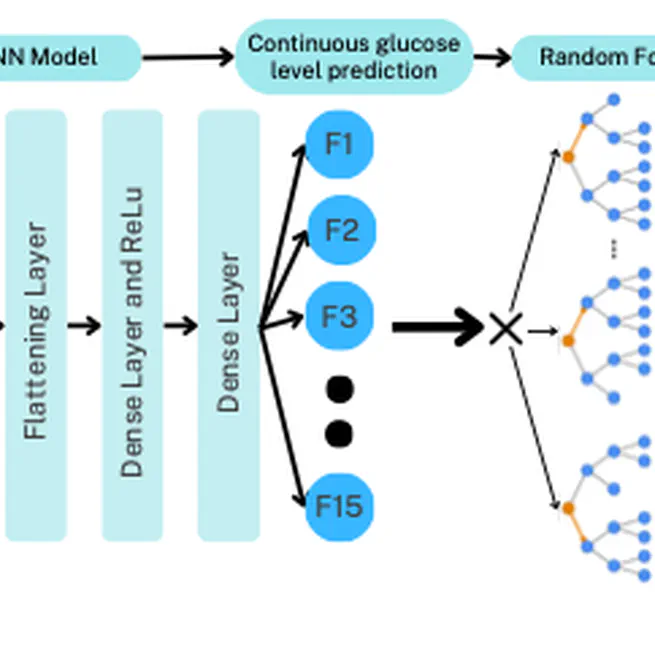 NN Model
Continuous glucose
level prediction
Random Fo
Flattening Layer
Dense Layer and ReLu
Dense Layer
F1
F2
F3
F15
X
...